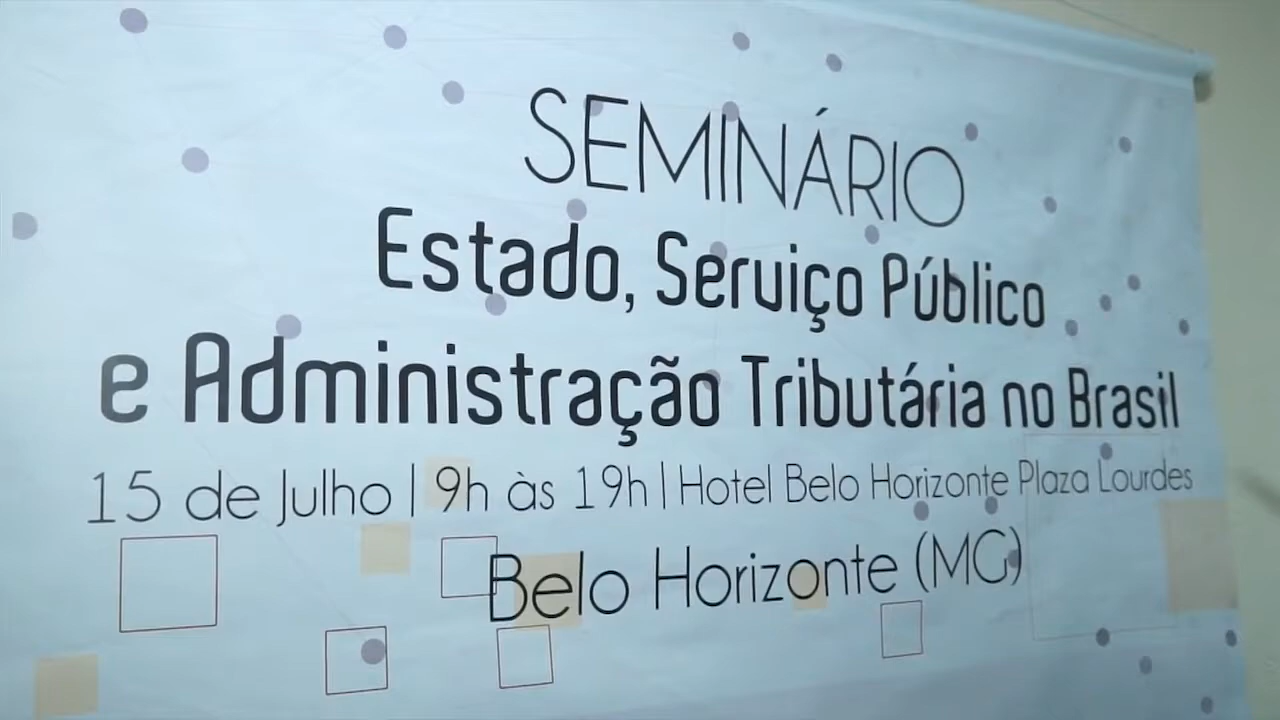 SEMINÁRIO
Estado, Serviço Público
e Administração Tributária no Brasil
15 de Julho | 9h às 19h | Hotel Belo Horizonte Plaza Lourdes
Belo Horizonte (MG)